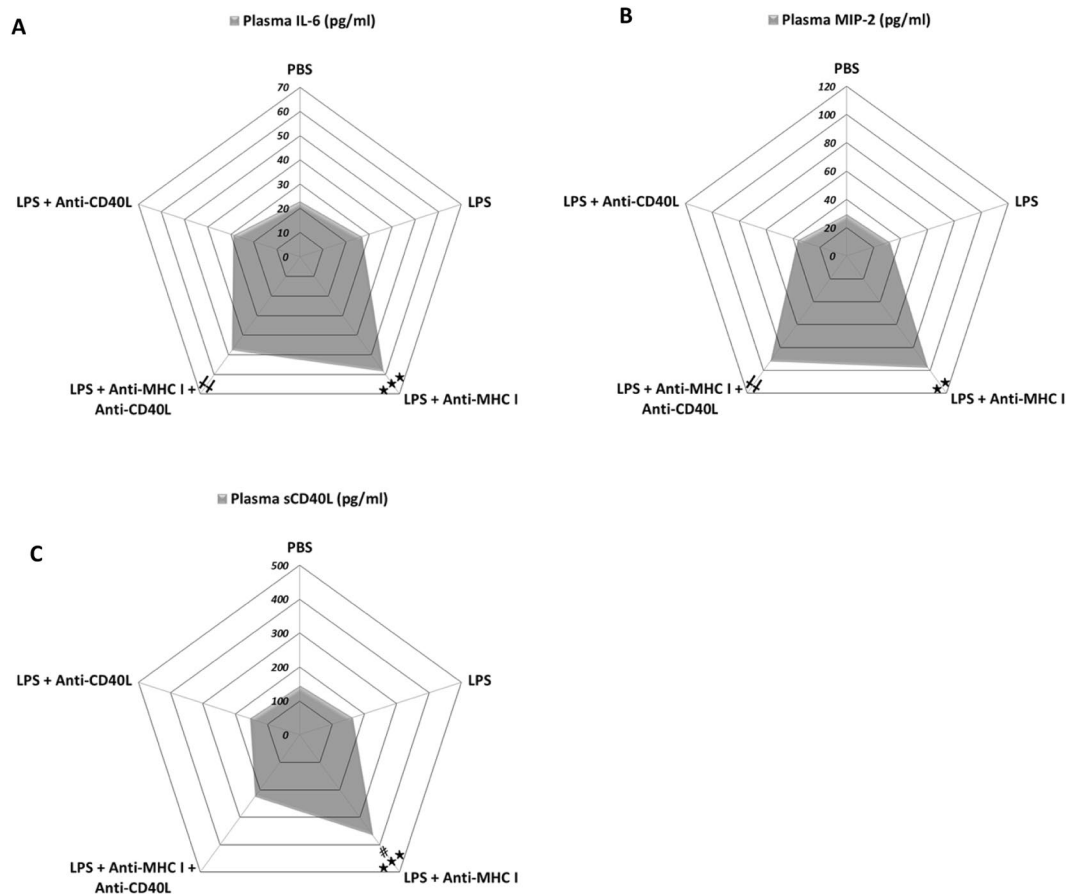 A
Plasma IL-6 (pg/ml)
PBS
70
60
50
40
30
20
10
0
LPS + Anti-CD40L
LPS
LPS + Anti-MHC I +
Anti-CD40L
LPS + Anti-MHC I
B
Plasma MIP-2 (pg/ml)
PBS
120
100
80
60
40
20
0
LPS + Anti-CD40L
LPS
LPS + Anti-MHC I +
Anti-CD40L
LPS + Anti-MHC I
Plasma sCD40L (pg/ml)
C
PBS
500
400
300
200
100
0
LPS + Anti-CD40L
LPS
#
LPS + Anti-MHC I +
Anti-CD40L
LPS + Anti-MHC I